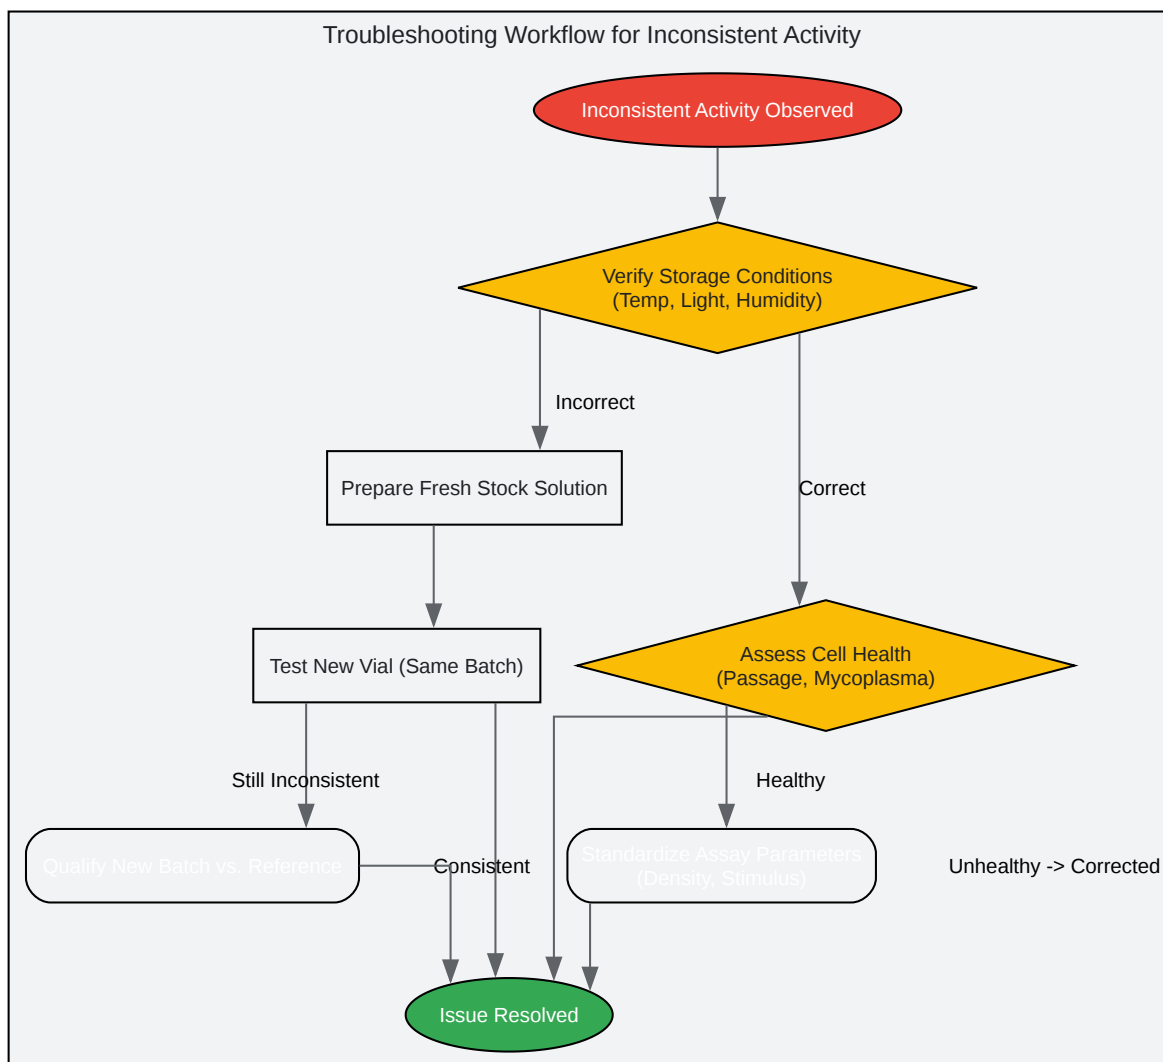 Troubleshooting Workflow for Inconsistent Activity
Inconsistent Activity Observed
Verify Storage Conditions
(Temp, Light, Humidity)
Incorrect
Prepare Fresh Stock Solution
Correct
Test New Vial (Same Batch)
Assess Cell Health
(Passage, Mycoplasma)
Still Inconsistent
Healthy
Qualify New Batch vs. Reference
Consistent
Standardize Assay Parameters
(Density, Stimulus)
Unhealthy -> Corrected
Issue Resolved